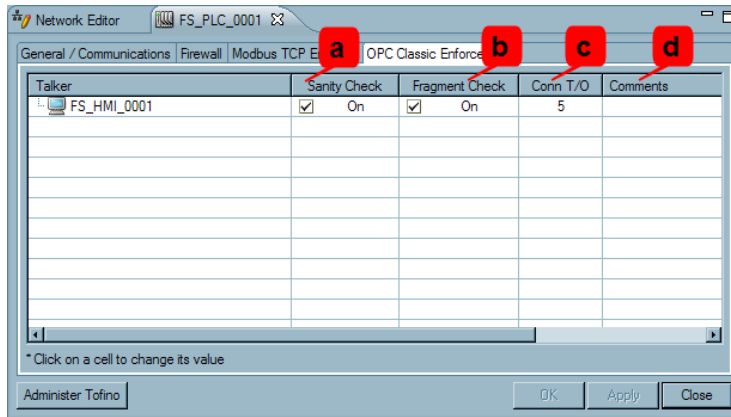 Network Editor FS_PLC_0001
a b c d
General / Communications Firewall Modbus TCP OPC Classic
Talker Sanity Check Fragment Check Conn T/O Comments
FS_HMI_0001 On On 5
* Click on a cell to change its value
Administer Tofino OK Apply Close